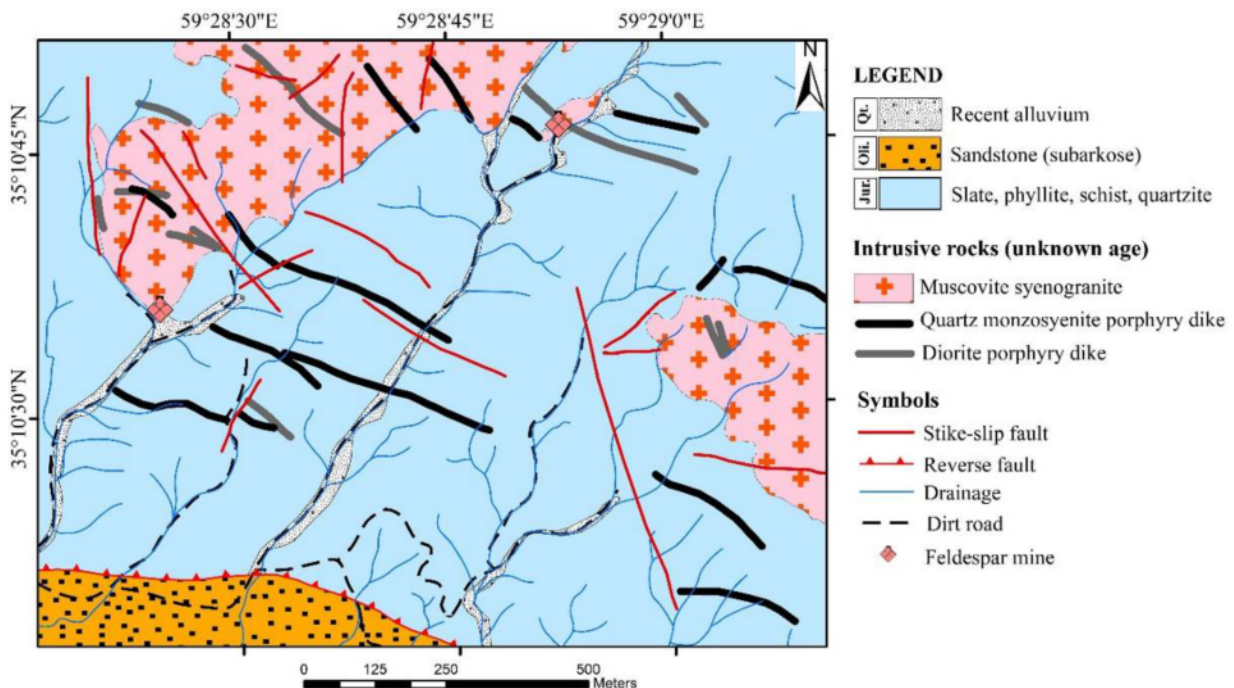 59°28'30"E 59°28'45"E 59°29'0"E
N
35°10'45"N
35°10'30"N
LEGEND
Qt. Recent alluvium
Oli. Sandstone (subarkose)
Jur. Slate, phyllite, schist, quartzite
Intrusive rocks (unknown age)
Muscovite syenogranite
Quartz monzosyenite porphyry dike
Diorite porphyry dike
Symbols
Stike-slip fault
Reverse fault
Drainage
Dirt road
Feldespar mine
0 125 250 500
Meters